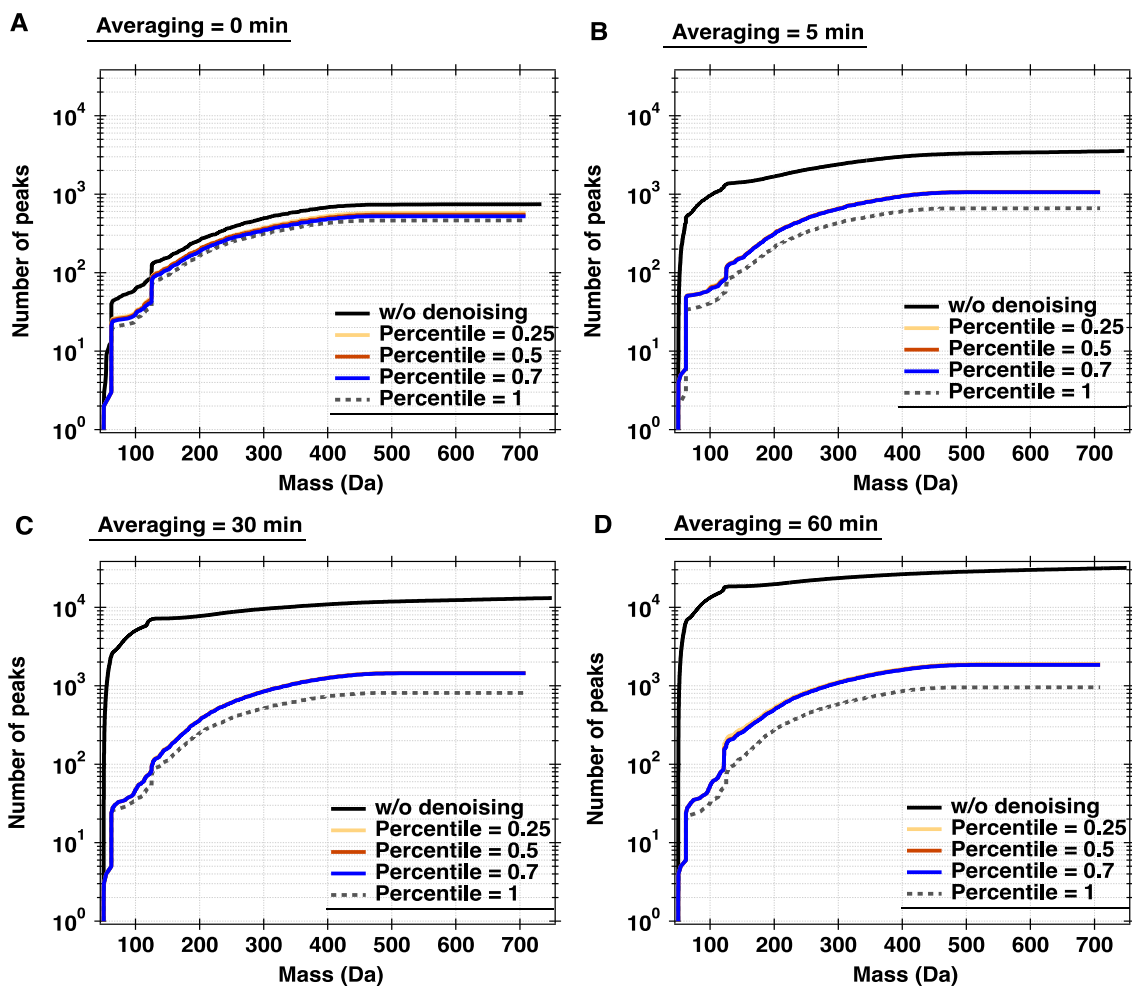 A
Averaging = 0 min
Number of peaks
10^4
10^3
10^2
10^1
10^0
100 200 300 400 500 600 700
Mass (Da)
w/o denoising
Percentile = 0.25
Percentile = 0.5
Percentile = 0.7
Percentile = 1
B
Averaging = 5 min
Number of peaks
10^4
10^3
10^2
10^1
10^0
100 200 300 400 500 600 700
Mass (Da)
w/o denoising
Percentile = 0.25
Percentile = 0.5
Percentile = 0.7
Percentile = 1
C
Averaging = 30 min
Number of peaks
10^4
10^3
10^2
10^1
10^0
100 200 300 400 500 600 700
Mass (Da)
w/o denoising
Percentile = 0.25
Percentile = 0.5
Percentile = 0.7
Percentile = 1
D
Averaging = 60 min
Number of peaks
10^4
10^3
10^2
10^1
10^0
100 200 300 400 500 600 700
Mass (Da)
w/o denoising
Percentile = 0.25
Percentile = 0.5
Percentile = 0.7
Percentile = 1